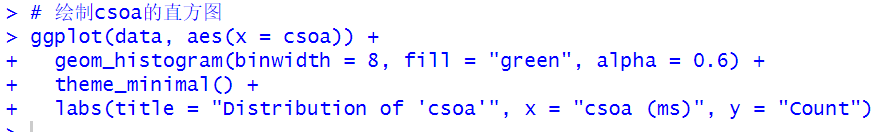 > # 绘制csoa的直方图
> ggplot(data, aes(x = csoa)) +
+   geom_histogram(binwidth = 8, fill = "green", alpha = 0.6) +
+   theme_minimal() +
+   labs(title = "Distribution of 'csoa'", x = "csoa (ms)", y = "Count")
>